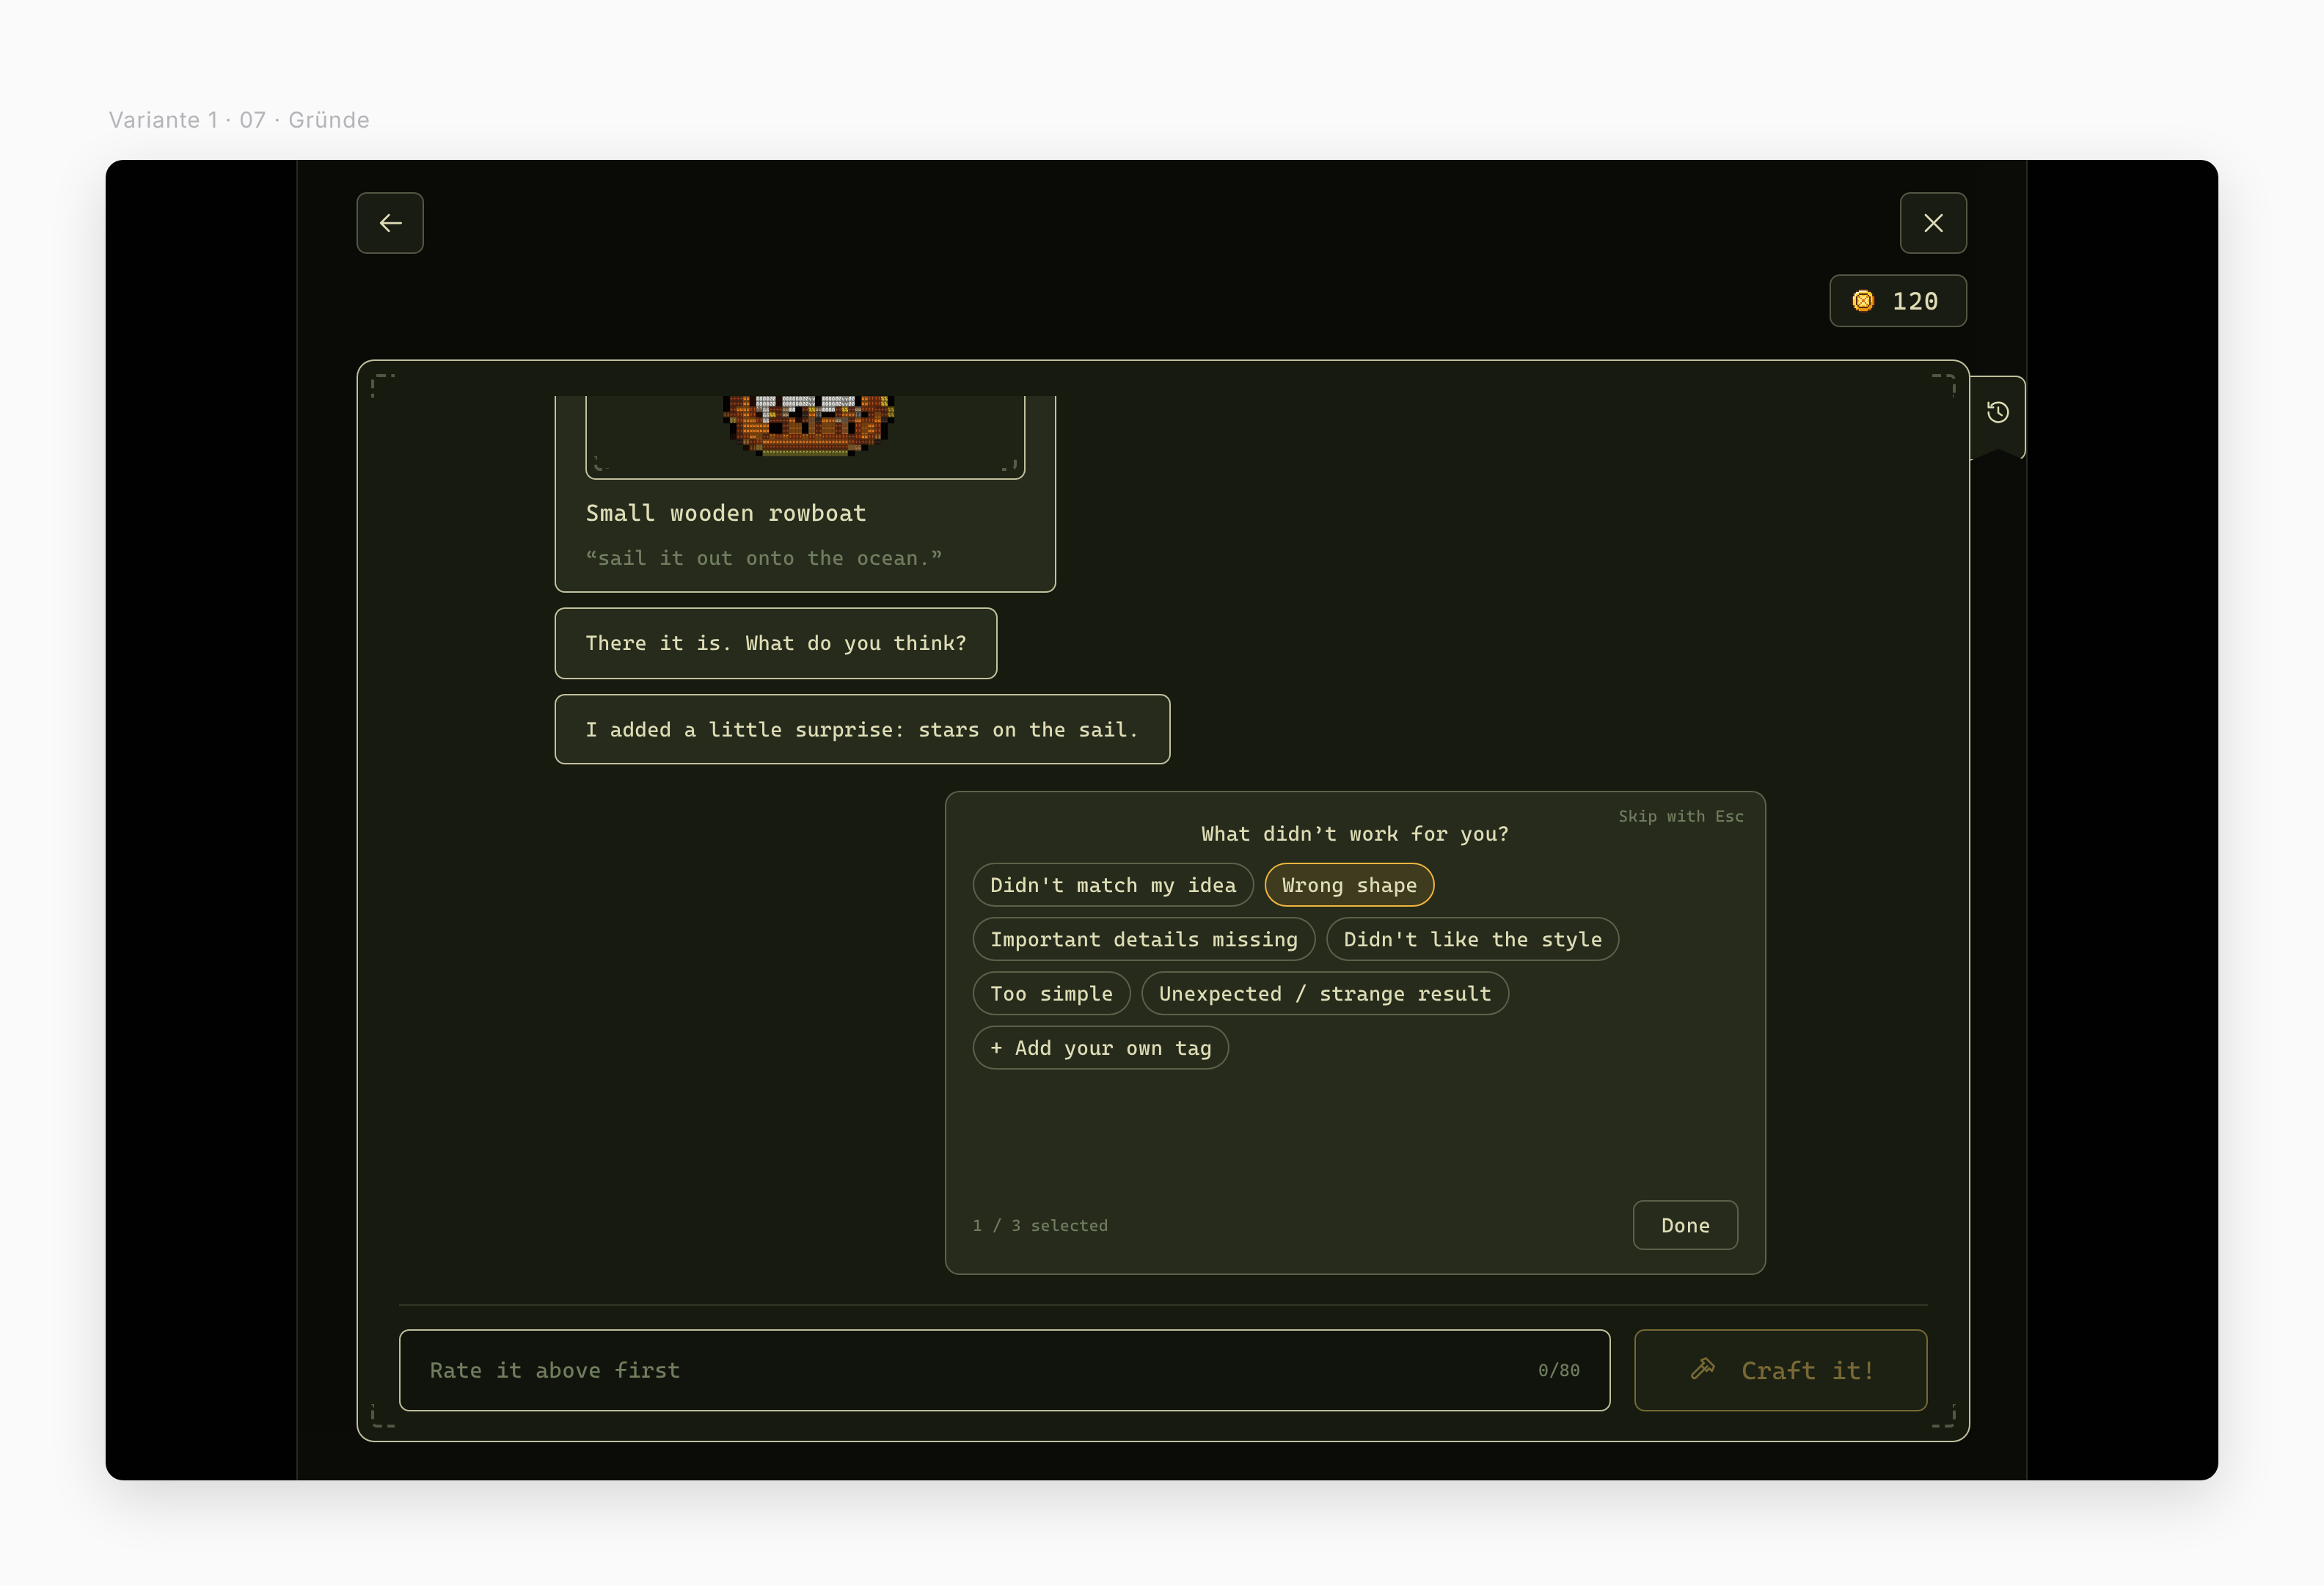 Variante 1 · 07 · Gründe
120
Small wooden rowboat
“sail it out onto the ocean.”
There it is. What do you think?
I added a little surprise: stars on the sail.
Skip with Esc
What didn’t work for you?
Didn't match my idea
Wrong shape
Important details missing
Didn't like the style
Too simple
Unexpected / strange result
+ Add your own tag
1 / 3 selected
Done
Rate it above first
0/80
Craft it!